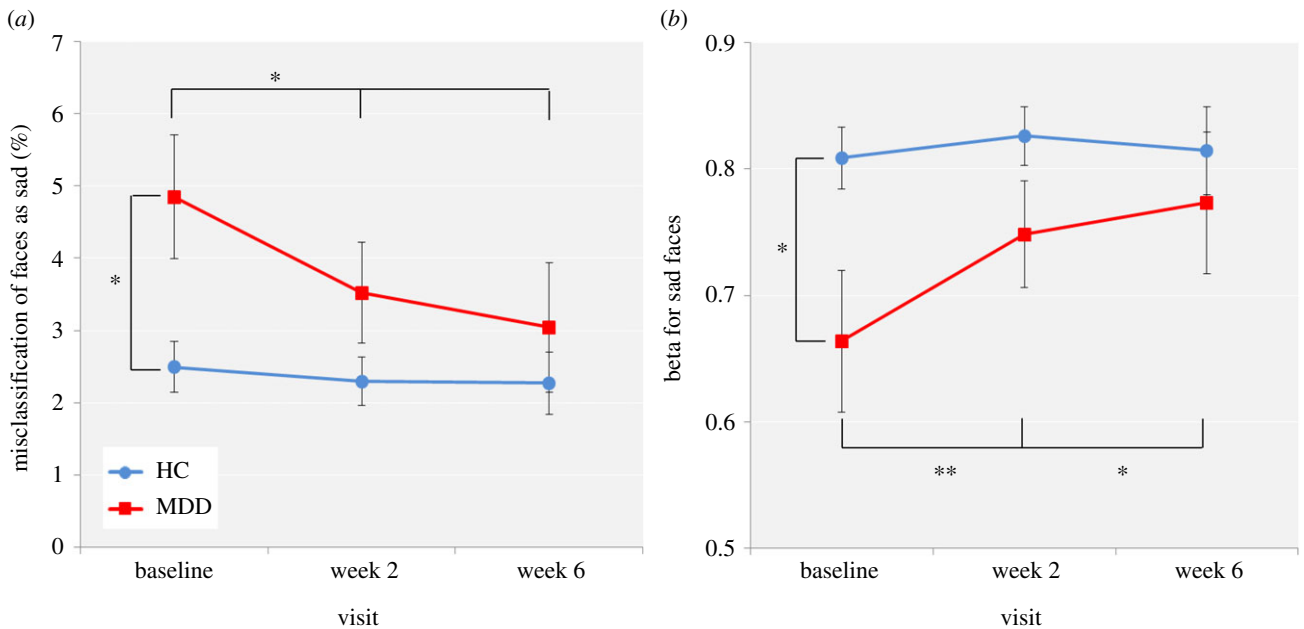 (a)
misclassification of faces as sad (%)
7
6
5
4
3
2
1
0
*
*
HC
MDD
baseline week 2 week 6
visit
(b)
beta for sad faces
0.9
0.8
0.7
0.6
0.5
*
** *
baseline week 2 week 6
visit